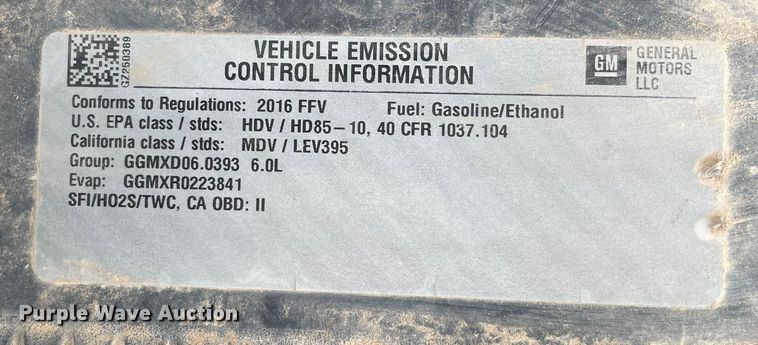 GZ260389
VEHICLE EMISSION
CONTROL INFORMATION
GM
GENERAL
MOTORS
LLC
Conforms to Regulations: 2016 FFV Fuel: Gasoline/Ethanol
U.S. EPA class / stds: HDV / HD85-10, 40 CFR 1037.104
California class / stds: MDV / LEV395
Group: GGMXD06.0393 6.0L
Evap: GGMXR0223841
SFI/HO2S/TWC, CA OBD: II
Purple Wave Auction